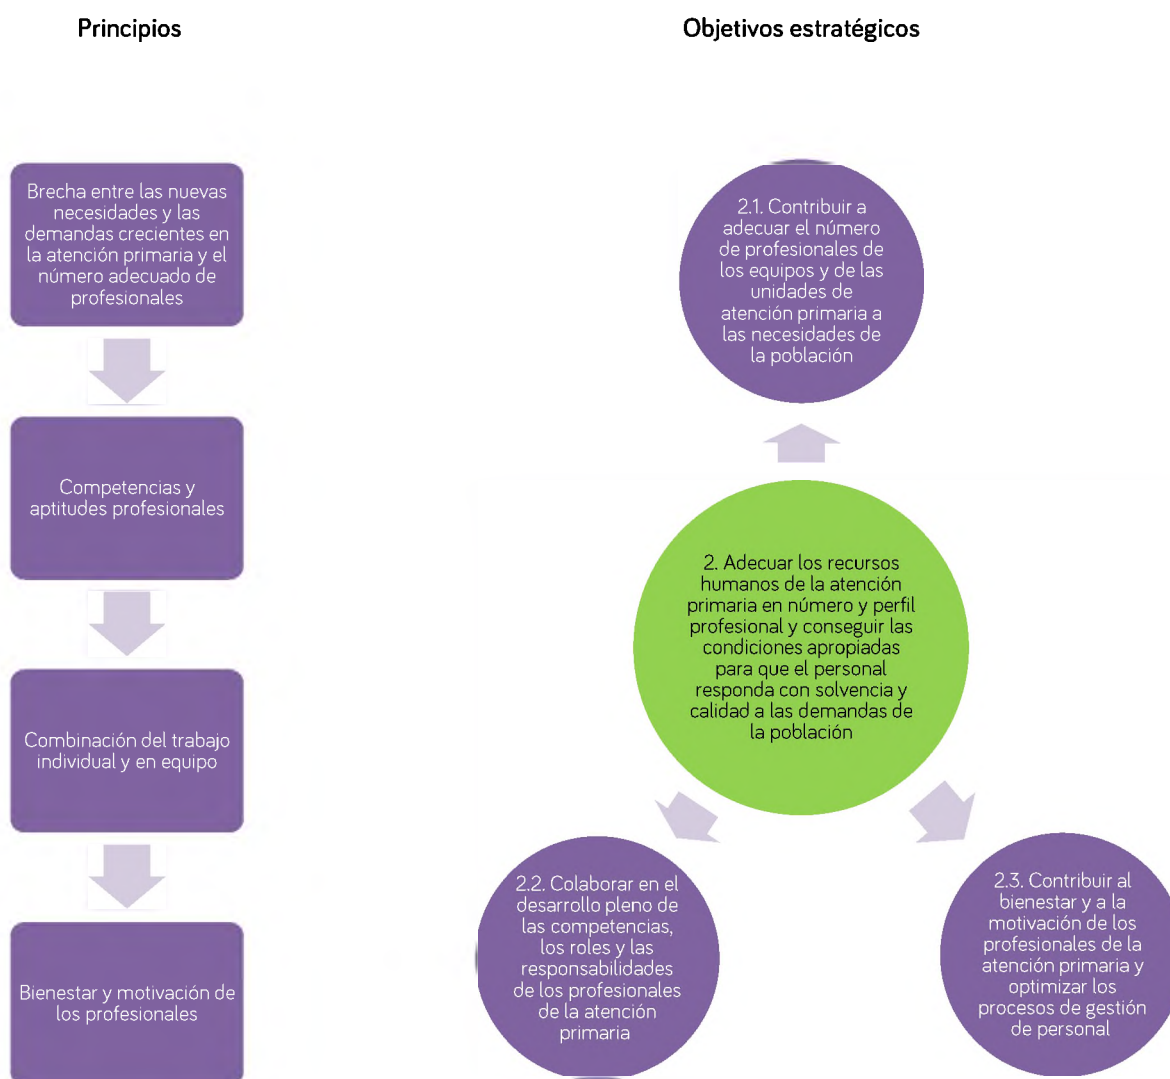 Principios
Objetivos estratégicos
Brecha entre las nuevas
necesidades y las
demandas crecientes en
la atención primaria y el
número adecuado de
profesionales
Competencias y
aptitudes profesionales
Combinación del trabajo
individual y en equipo
Bienestar y motivación de
los profesionales
2.1. Contribuir a
adecuar el número
de profesionales de
los equipos y de las
unidades de
atención primaria a
las necesidades de
la población
2. Adecuar los recursos
humanos de la atención
primaria en número y perfil
profesional y conseguir las
condiciones apropiadas
para que el personal
responda con solvencia y
calidad a las demandas de
la población
2.2. Colaborar en el
desarrollo pleno de
las competencias,
los roles y las
responsabilidades
de los profesionales
de la atención
primaria
2.3. Contribuir al
bienestar y a la
motivación de los
profesionales de la
atención primaria y
optimizar los
procesos de gestión
de personal